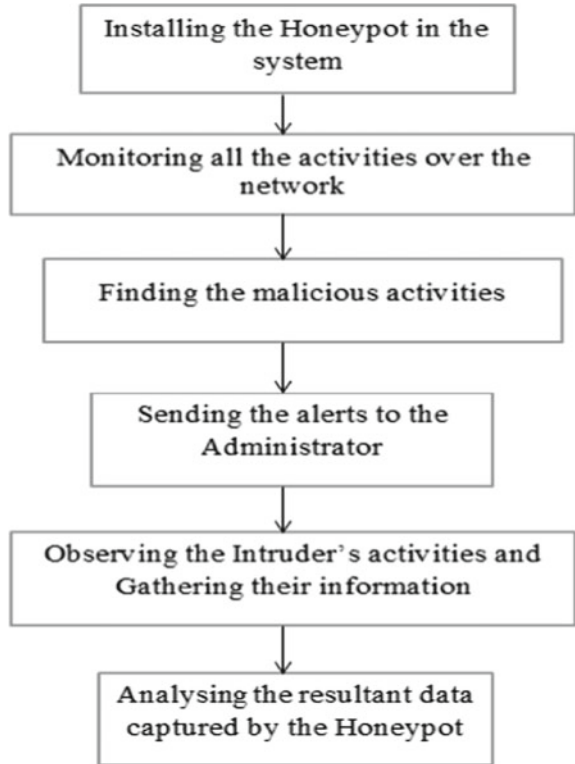 Installing the Honeypot in the
system
Monitoring all the activities over the
network
Finding the malicious activities
Sending the alerts to the
Administrator
Observing the Intruder's activities and
Gathering their information
Analysing the resultant data
captured by the Honeypot